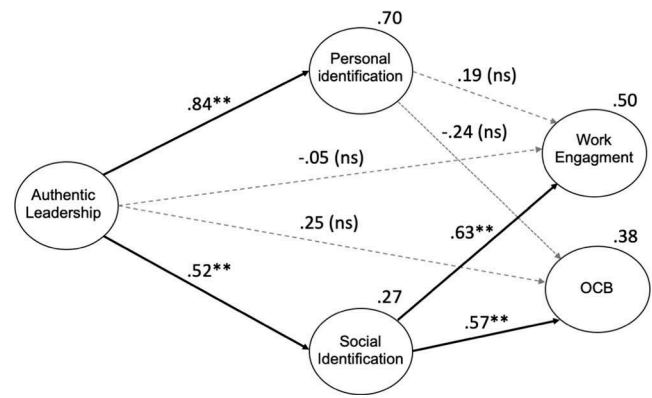 .70
Personal
identification
.84**
.19 (ns)
.50
-.24 (ns)
Work
Engagment
-.05 (ns)
Authentic
Leadership
.25 (ns)
.63**
.38
.52**
OCB
.27
.57**
Social
Identification